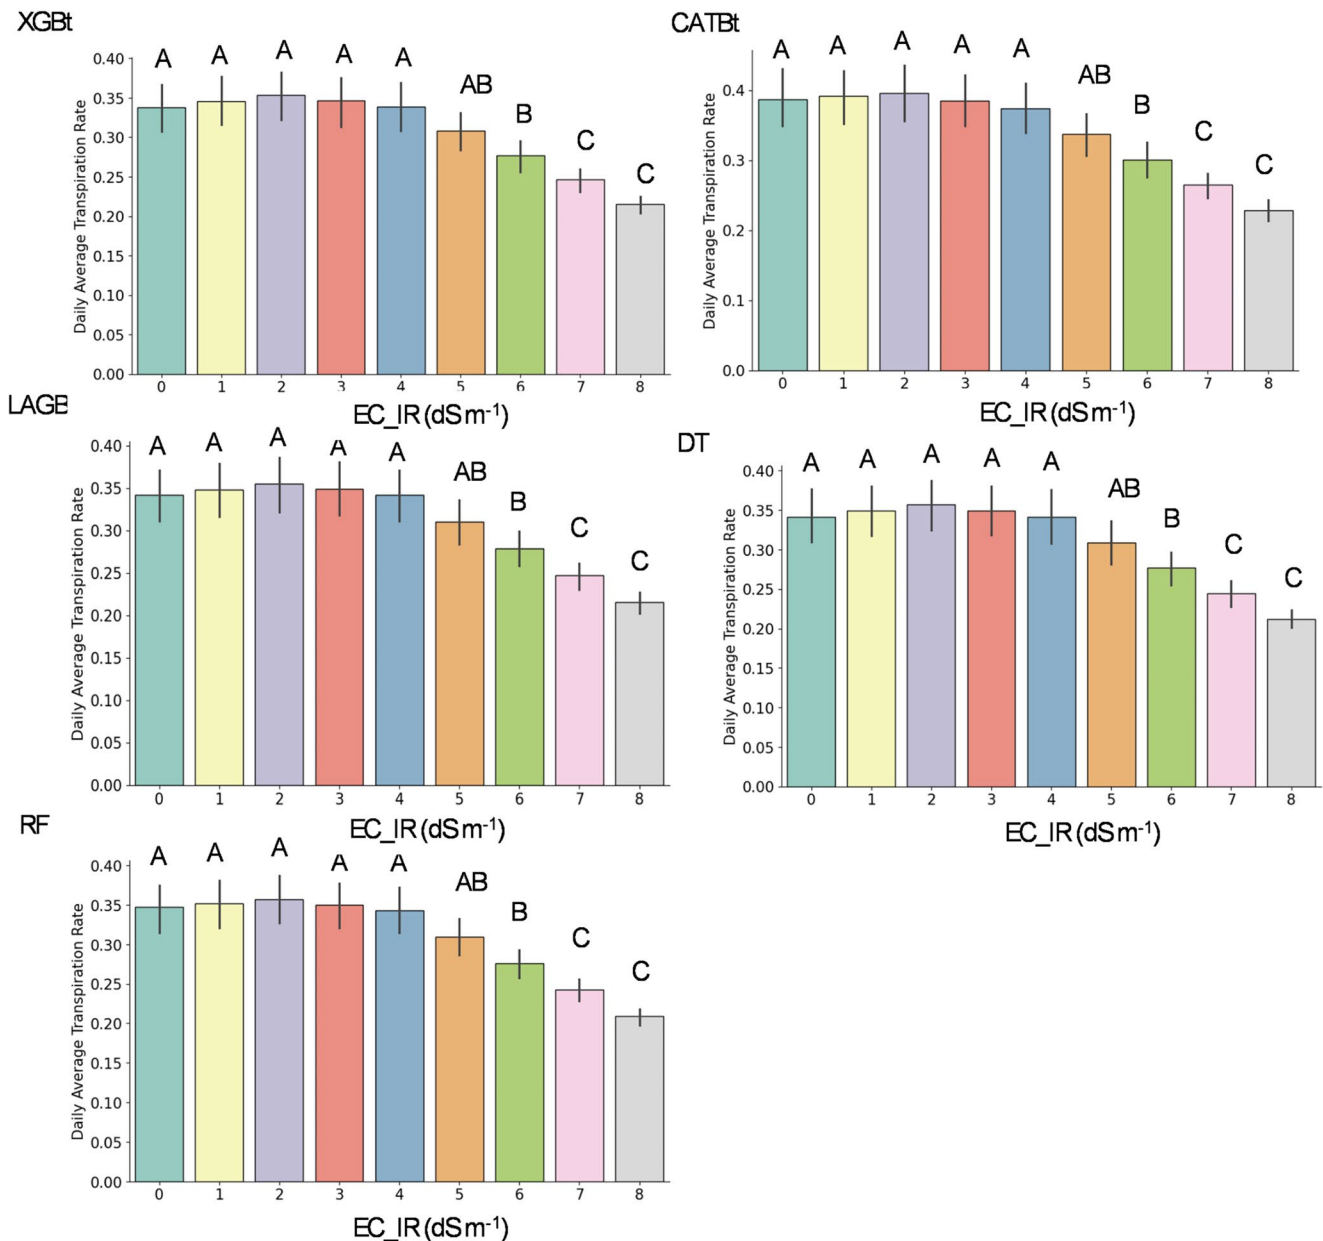 XGBt
A A A A A AB B C C
Daily Average Transpiration Rate
0.40
0.35
0.30
0.25
0.20
0.15
0.10
0.05
0.00
0 1 2 3 4 5 6 7 8
EC_IR (dS m-1)
CATBt
A A A A A AB B C C
Daily Average Transpiration Rate
0.4
0.3
0.2
0.1
0.0
0 1 2 3 4 5 6 7 8
EC_IR (dS m-1)
LAGB
A A A A A AB B C C
Daily Average Transpiration Rate
0.40
0.35
0.30
0.25
0.20
0.15
0.10
0.05
0.00
0 1 2 3 4 5 6 7 8
EC_IR (dS m-1)
DT
A A A A A AB B C C
Daily Average Transpiration Rate
0.40
0.35
0.30
0.25
0.20
0.15
0.10
0.05
0.00
0 1 2 3 4 5 6 7 8
EC_IR (dS m-1)
RF
A A A A A AB B C C
Daily Average Transpiration Rate
0.40
0.35
0.30
0.25
0.20
0.15
0.10
0.05
0.00
0 1 2 3 4 5 6 7 8
EC_IR (dS m-1)